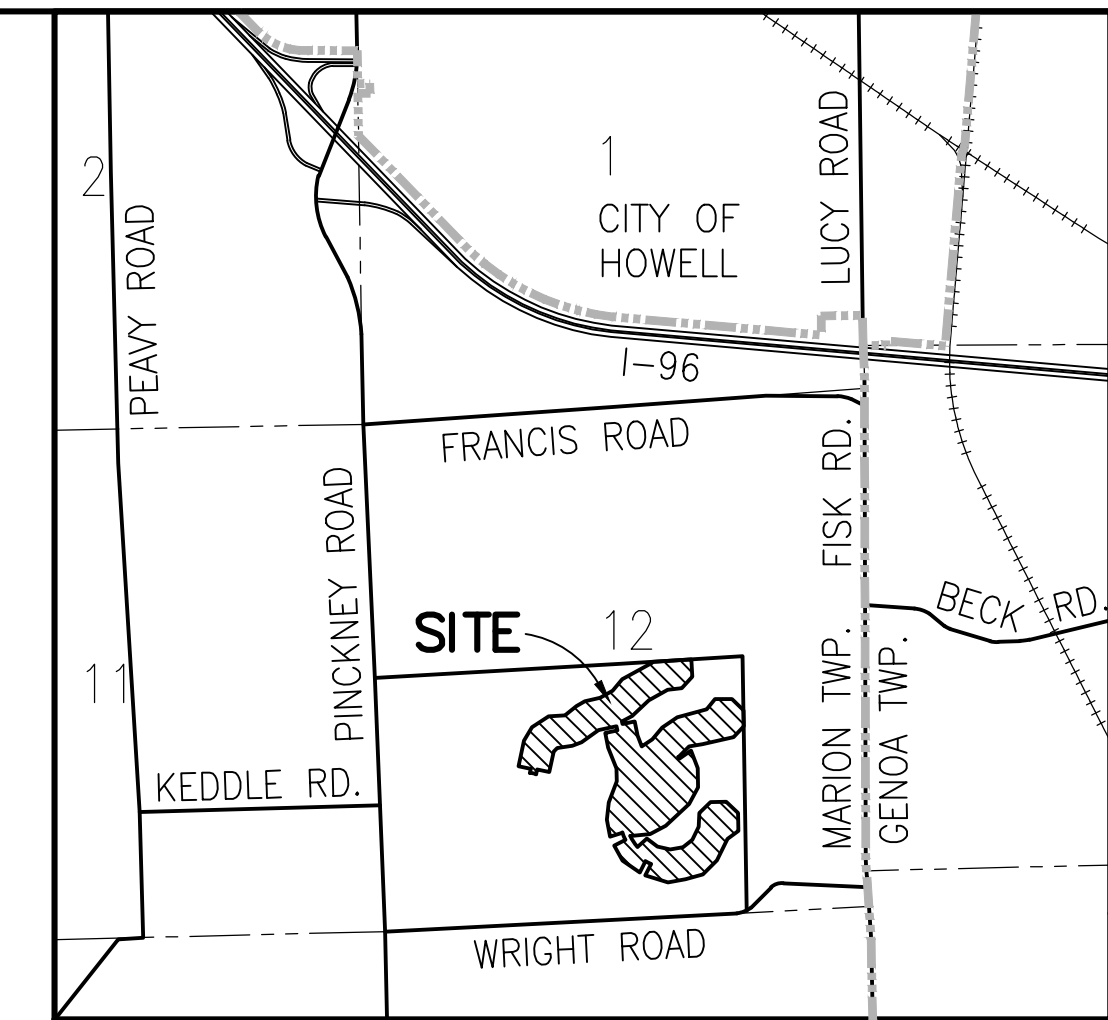 1
2
CITY OF
HOWELL
LUCY ROAD
PEAVY ROAD
I-96
FRANCIS ROAD
FISK RD.
PINCKNEY ROAD
BECK RD.
SITE
12
11
MARION TWP.
GENOA TWP.
KEDDLE RD.
WRIGHT ROAD